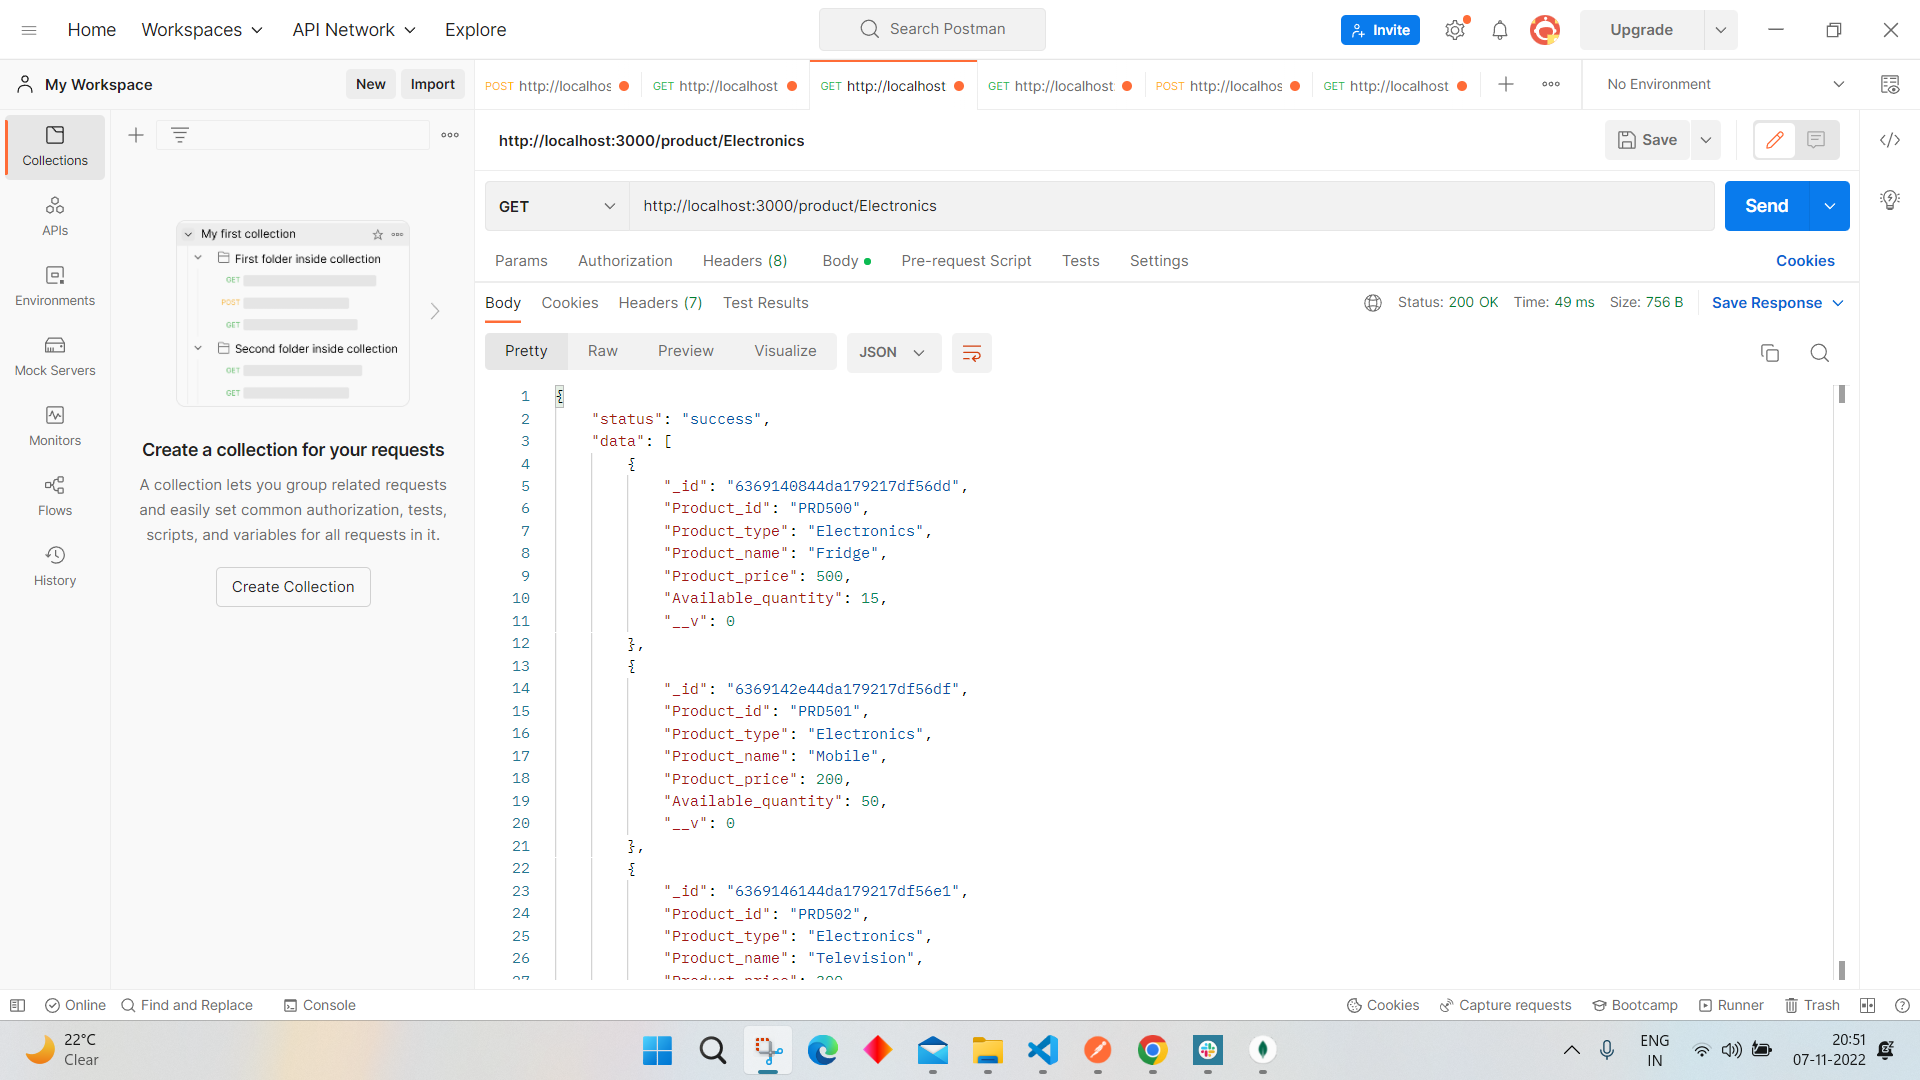 Home Workspaces API Network Explore Search Postman Invite Upgrade
My Workspace New Import
POST http://localhos GET http://localhost GET http://localhost GET http://localhost: POST http://localhos GET http://localhost No Environment
Collections
APIs
Environments
Mock Servers
Monitors
Flows
History
My first collection
First folder inside collection
GET
POST
GET
Second folder inside collection
GET
GET
Create a collection for your requests
A collection lets you group related requests
and easily set common authorization, tests,
scripts, and variables for all requests in it.
Create Collection
http://localhost:3000/product/Electronics Save
GET http://localhost:3000/product/Electronics Send
Params Authorization Headers (8) Body Pre-request Script Tests Settings Cookies
Body Cookies Headers (7) Test Results Status: 200 OK Time: 49 ms Size: 756 B Save Response
Pretty Raw Preview Visualize JSON
1 {
2 "status": "success",
3 "data": [
4 {
5 "_id": "6369140844da179217df56dd",
6 "Product_id": "PRD500",
7 "Product_type": "Electronics",
8 "Product_name": "Fridge",
9 "Product_price": 500,
10 "Available_quantity": 15,
11 "__v": 0
12 },
13 {
14 "_id": "6369142e44da179217df56df",
15 "Product_id": "PRD501",
16 "Product_type": "Electronics",
17 "Product_name": "Mobile",
18 "Product_price": 200,
19 "Available_quantity": 50,
20 "__v": 0
21 },
22 {
23 "_id": "6369146144da179217df56e1",
24 "Product_id": "PRD502",
25 "Product_type": "Electronics",
26 "Product_name": "Television",
27 "Product_price": 300
Online Find and Replace Console Cookies Capture requests Bootcamp Runner Trash
22°C
Clear
ENG
IN
20:51
07-11-2022